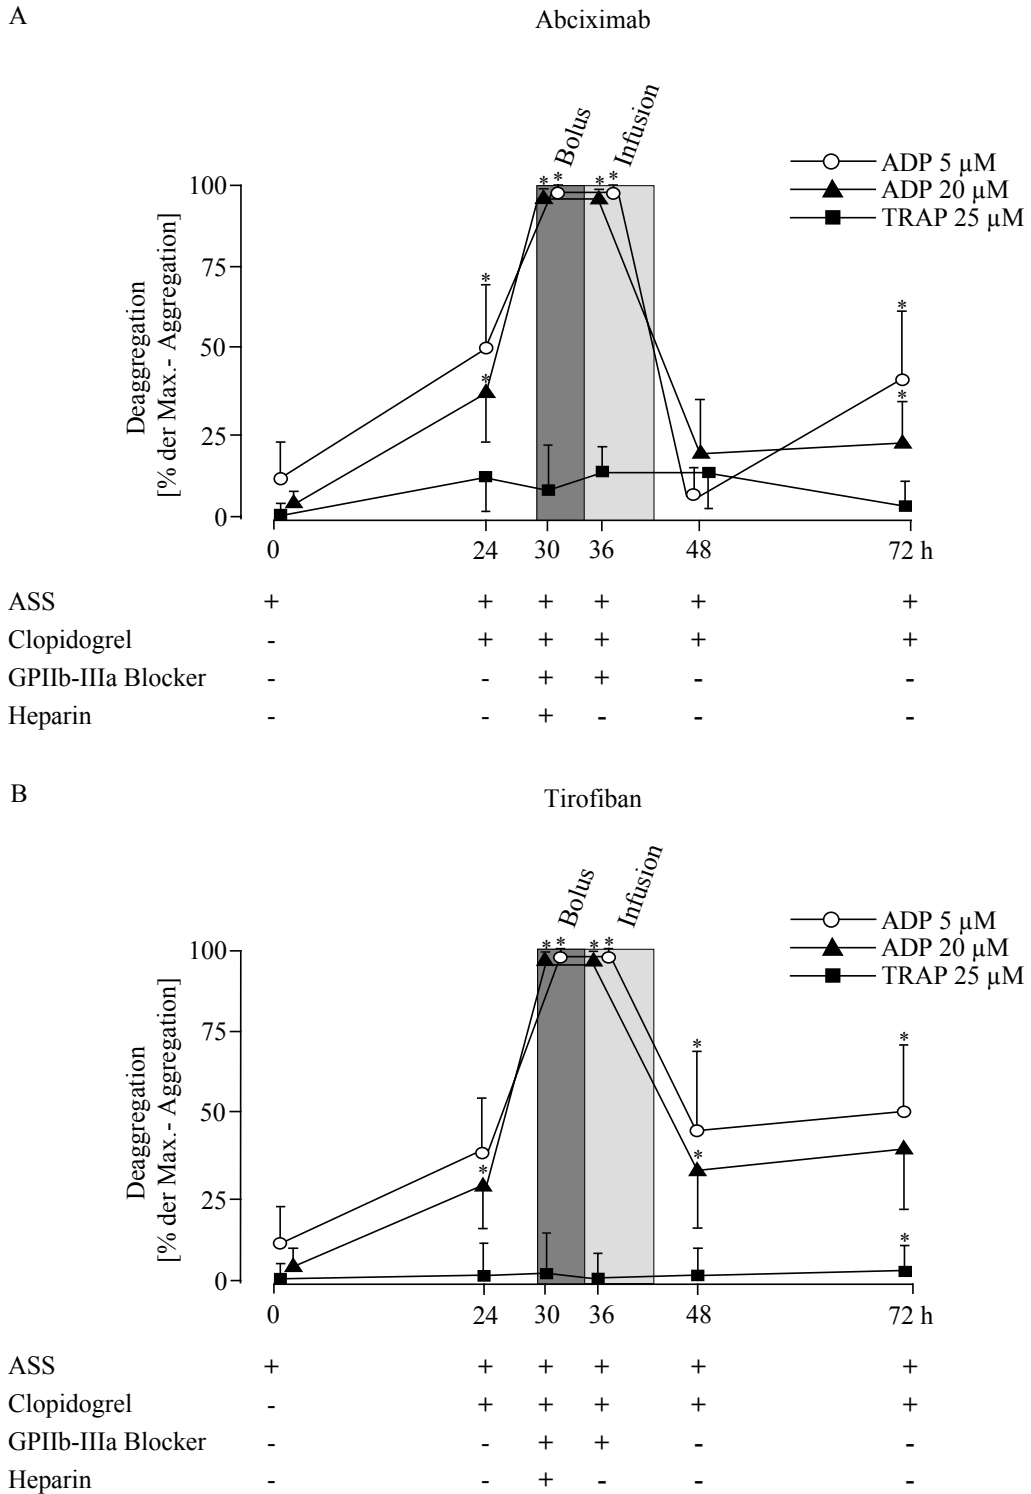 A
Abciximab
Bolus
Infusion
ADP 5 µM
ADP 20 µM
TRAP 25 µM
Deaggregation
[% der Max.- Aggregation]
100
75
50
25
0
* * * *
*
*
*
*
0 24 30 36 48 72 h
ASS + + + + + +
Clopidogrel - + + + + +
GPIIb-IIIa Blocker - - + + - -
Heparin - - + - - -
B
Tirofiban
Bolus
Infusion
ADP 5 µM
ADP 20 µM
TRAP 25 µM
Deaggregation
[% der Max.- Aggregation]
100
75
50
25
0
* * * *
* *
* *
*
0 24 30 36 48 72 h
ASS + + + + + +
Clopidogrel - + + + + +
GPIIb-IIIa Blocker - - + + - -
Heparin - - + - - -